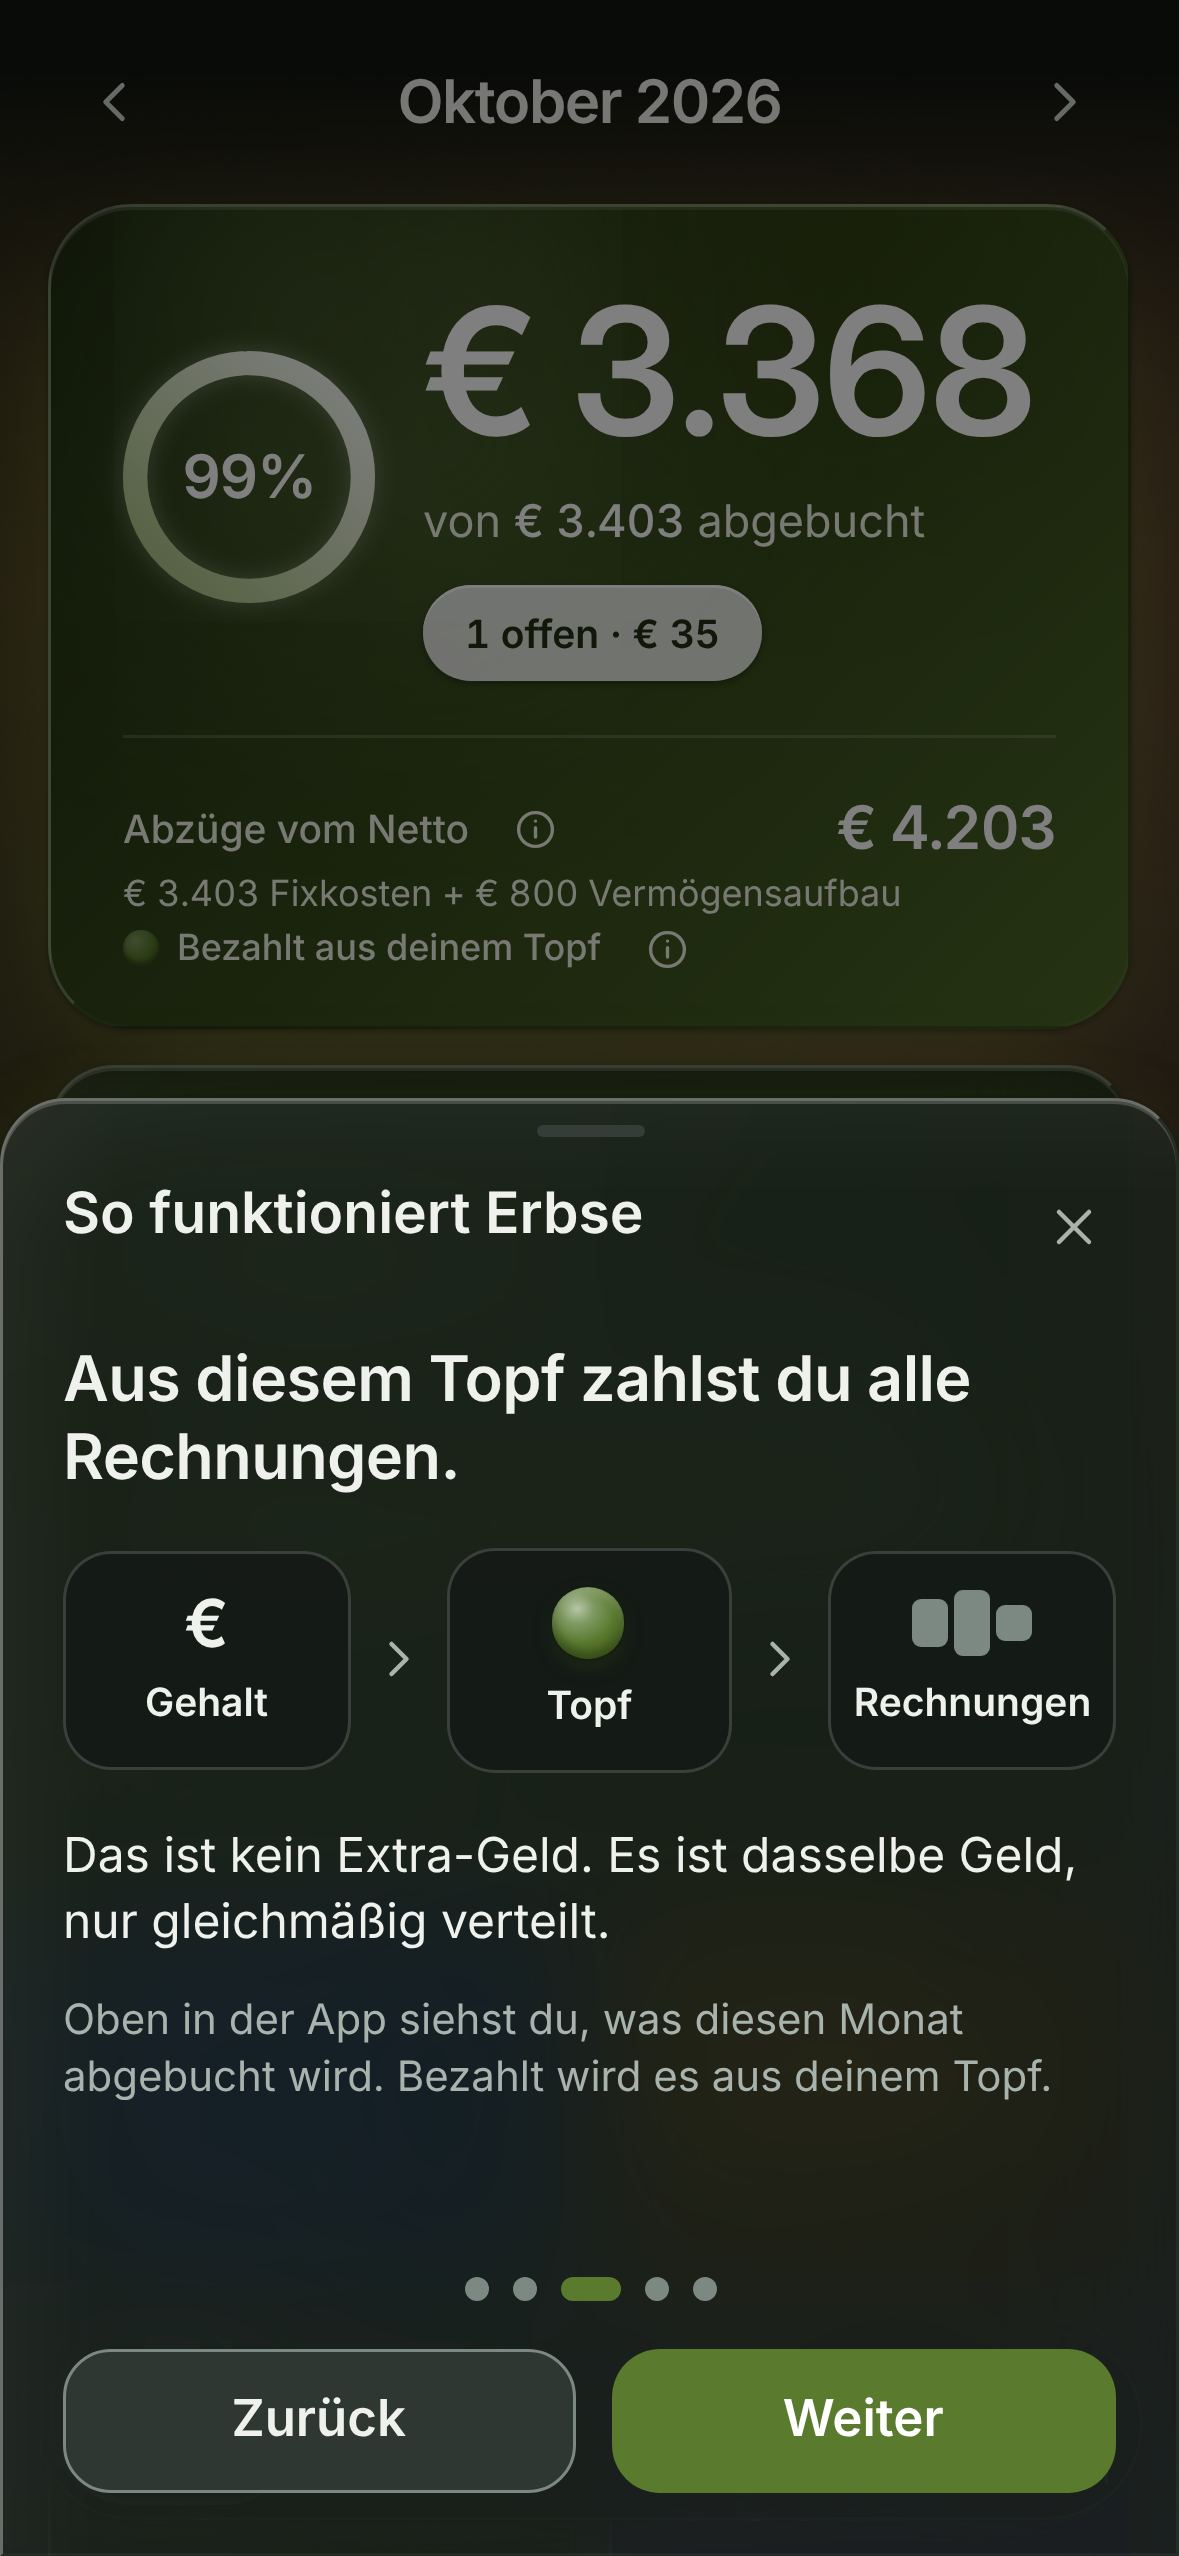 Oktober 2026
€ 3.368
99%
von € 3.403 abgebucht
1 offen · € 35
Abzüge vom Netto
€ 4.203
€ 3.403 Fixkosten + € 800 Vermögensaufbau
Bezahlt aus deinem Topf
So funktioniert Erbse
Aus diesem Topf zahlst du alle
Rechnungen.
€
Gehalt
Topf
Rechnungen
Das ist kein Extra-Geld. Es ist dasselbe Geld,
nur gleichmäßig verteilt.
Oben in der App siehst du, was diesen Monat
abgebucht wird. Bezahlt wird es aus deinem Topf.
Zurück
Weiter